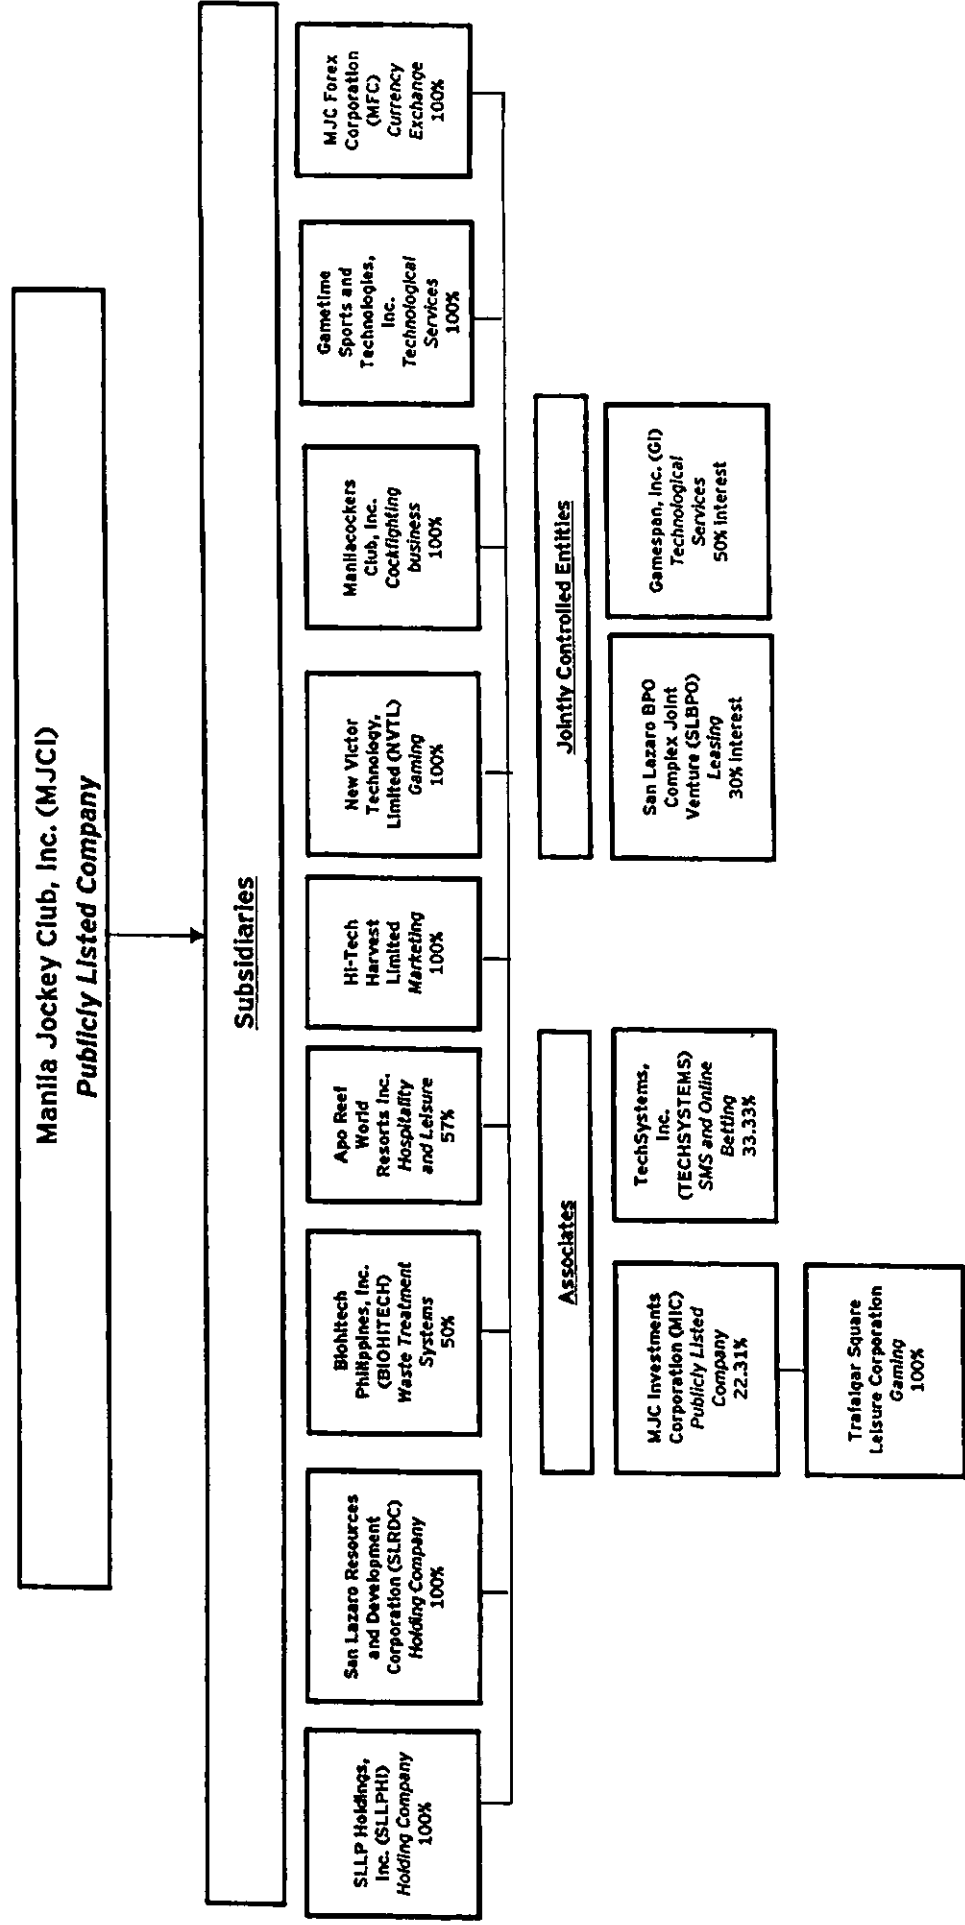 Manila Jockey Club, Inc. (MJCI)
Publicly Listed Company
Subsidiaries
SLLP Holdings,
Inc. (SLLPHI)
Holding Company
100%
San Lazaro Resources
and Development
Corporation (SLRDC)
Holding Company
100%
Biohitech
Philippines, Inc.
(BIOHITECH)
Waste Treatment
Systems
50%
Apo Reef
World
Resorts Inc.
Hospitality
and Leisure
57%
Hi-Tech
Harvest
Limited
Marketing
100%
New Victor
Technology,
Limited (NVTL)
Gaming
100%
Manilacockers
Club, Inc.
Cockfighting
business
100%
Gametime
Sports and
Technologies,
Inc.
Technological
Services
100%
MJC Forex
Corporation
(MFC)
Currency
Exchange
100%
Associates
MJC Investments
Corporation (MIC)
Publicly Listed
Company
22.31%
TechSystems,
Inc.
(TECHSYSTEMS)
SMS and Online
Betting
33.33%
Trafalgar Square
Leisure Corporation
Gaming
100%
Jointly Controlled Entities
San Lazaro BPO
Complex Joint
Venture (SLBPO)
Leasing
30% interest
Gamespan, Inc. (GI)
Technological
Services
50% interest